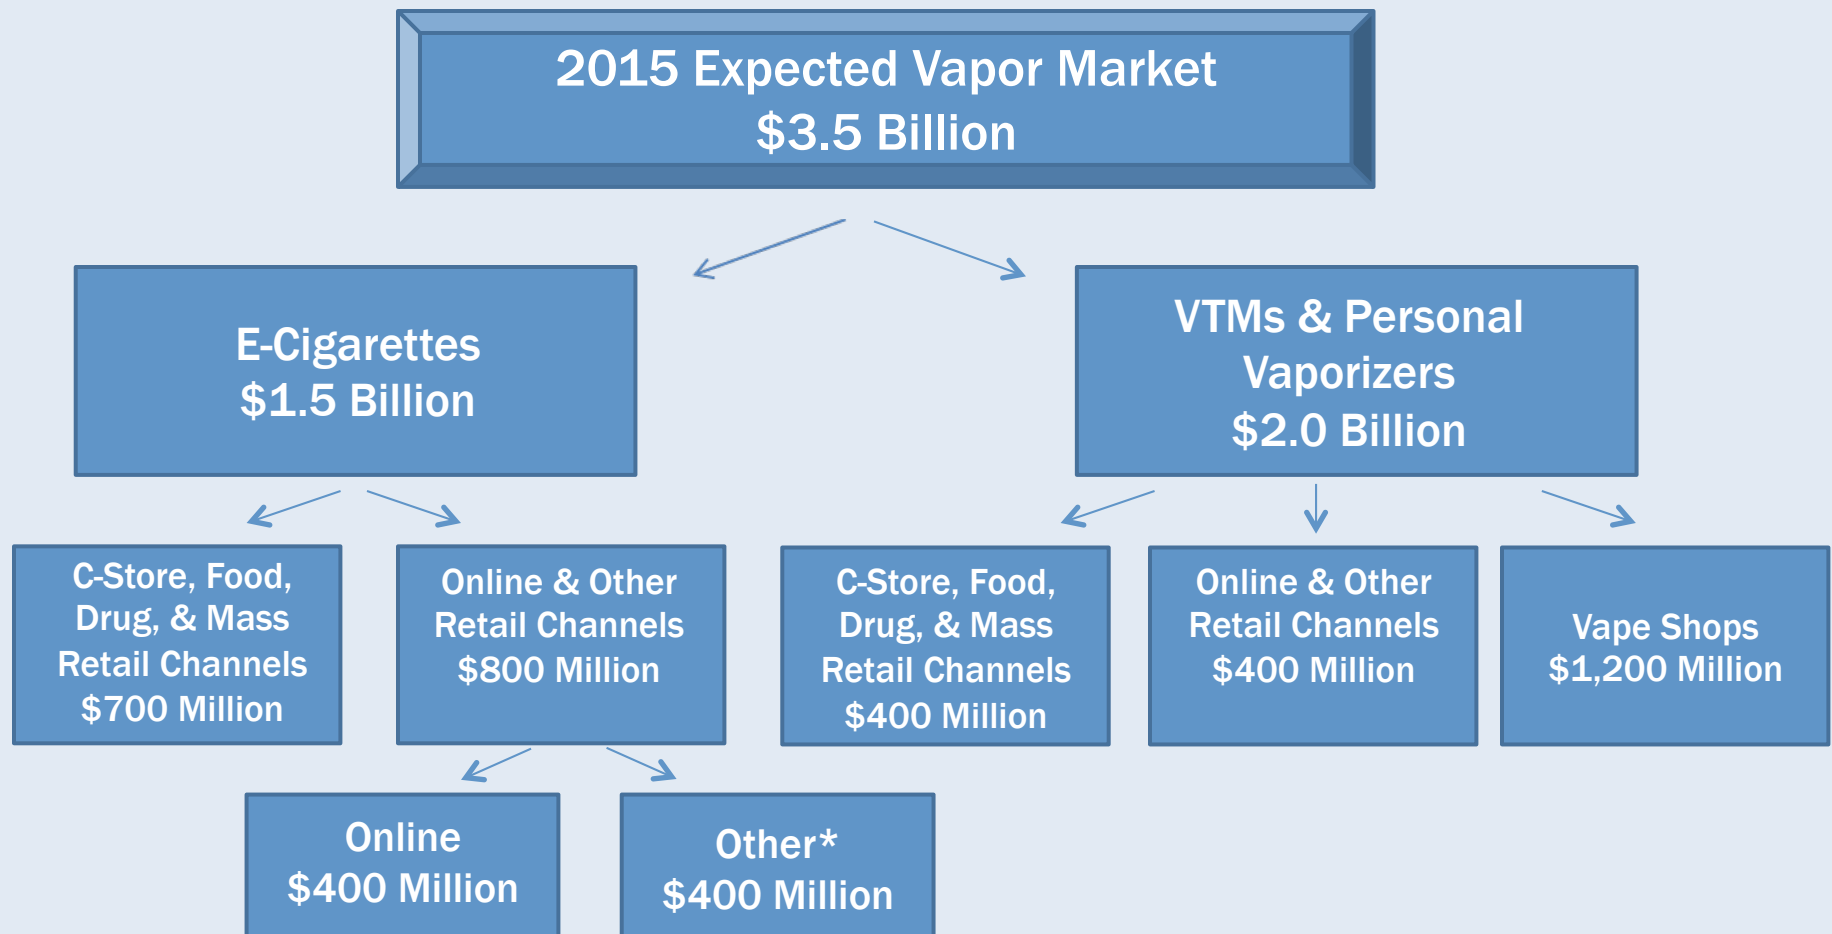 2015 Expected Vapor Market
$3.5 Billion
E-Cigarettes
$1.5 Billion
VTMs & Personal
Vaporizers
$2.0 Billion
C-Store, Food,
Drug, & Mass
Retail Channels
$700 Million
Online & Other
Retail Channels
$800 Million
C-Store, Food,
Drug, & Mass
Retail Channels
$400 Million
Online & Other
Retail Channels
$400 Million
Vape Shops
$1,200 Million
Online
$400 Million
Other*
$400 Million